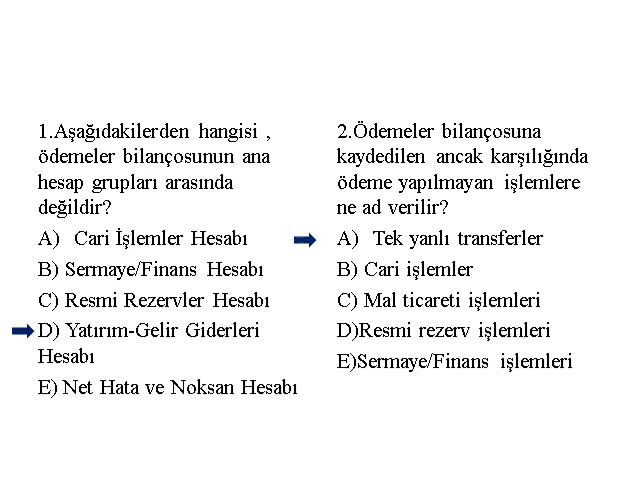 1.Aşağıdakilerden hangisi ,
ödemeler bilançosunun ana
hesap grupları arasında
değildir?
A) Cari İşlemler Hesabı
B) Sermaye/Finans Hesabı
C) Resmi Rezervler Hesabı
D) Yatırım-Gelir Giderleri
Hesabı
E) Net Hata ve Noksan Hesabı
2.Ödemeler bilançosuna
kaydedilen ancak karşılığında
ödeme yapılmayan işlemlere
ne ad verilir?
A) Tek yanlı transferler
B) Cari işlemler
C) Mal ticareti işlemleri
D)Resmi rezerv işlemleri
E)Sermaye/Finans işlemleri